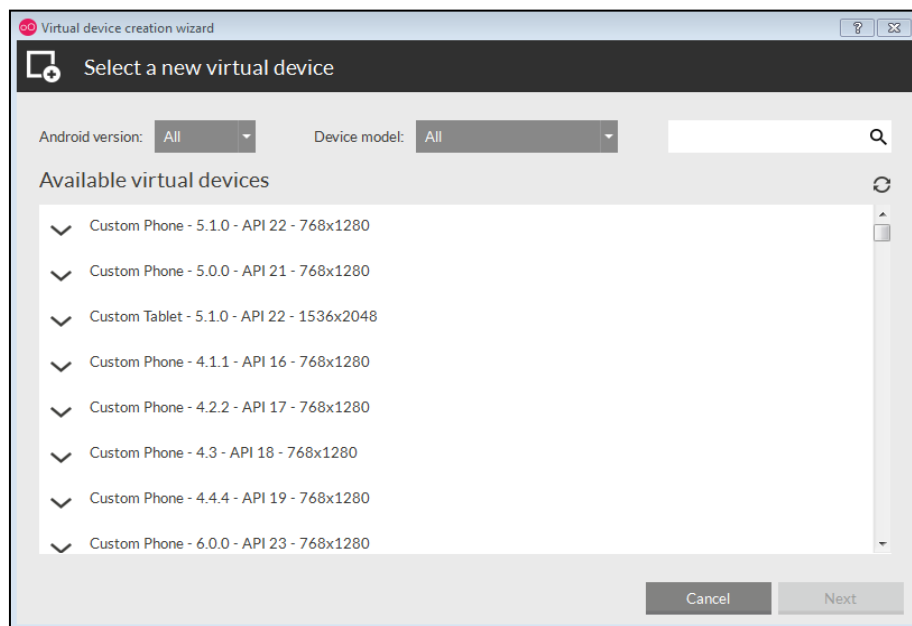 Virtual device creation wizard
Select a new virtual device
Android version: All Device model: All
Available virtual devices
Custom Phone - 5.1.0 - API 22 - 768x1280
Custom Phone - 5.0.0 - API 21 - 768x1280
Custom Tablet - 5.1.0 - API 22 - 1536x2048
Custom Phone - 4.1.1 - API 16 - 768x1280
Custom Phone - 4.2.2 - API 17 - 768x1280
Custom Phone - 4.3 - API 18 - 768x1280
Custom Phone - 4.4.4 - API 19 - 768x1280
Custom Phone - 6.0.0 - API 23 - 768x1280
Cancel Next